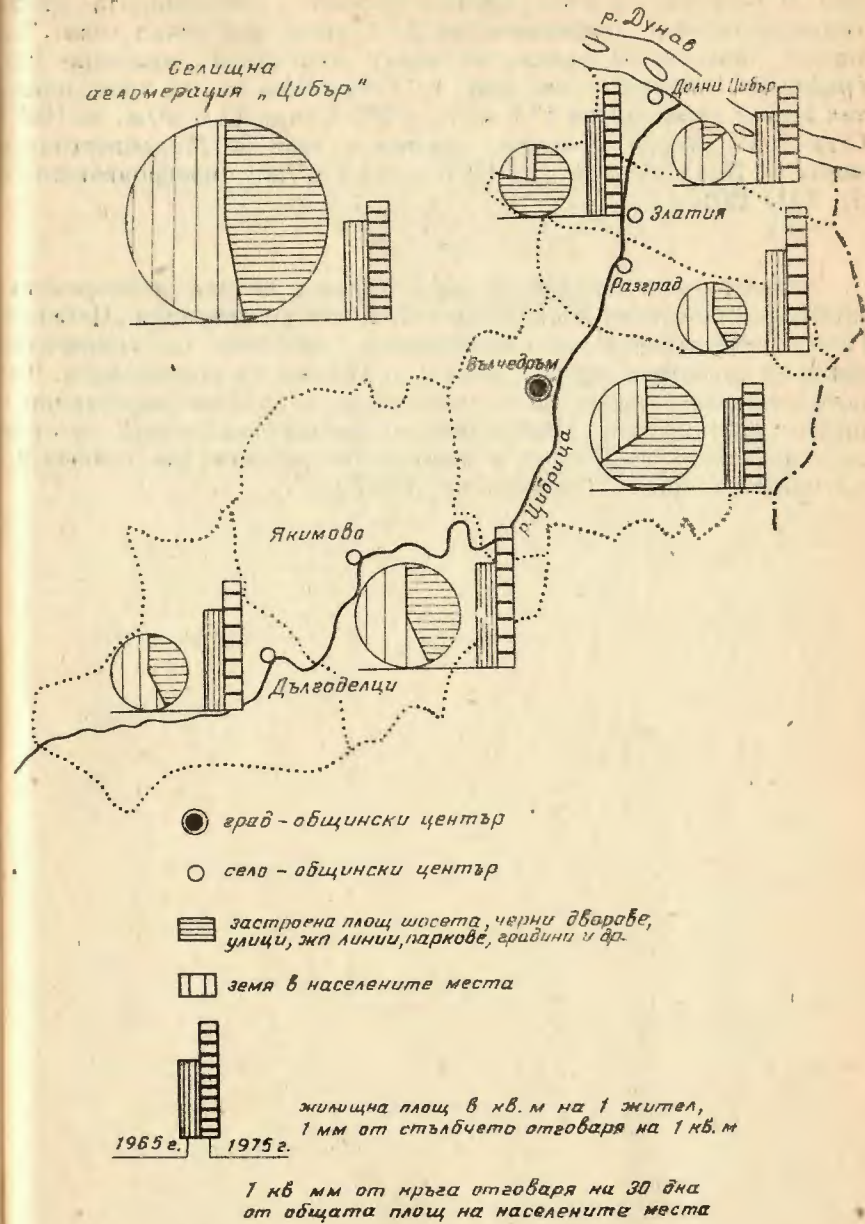 р. Дунав
Селищна
агломерация „Цибър"
Долни Цибър
Златия
Разград
Вълчедръм
р. Цибрица
Якимово
Дългоделци
град – общински център
село – общински център
застроена площ шосета, черни дворове,
улици, жп линии, паркове, градини и др.
земя в населените места
жилищна площ в кв. м на 1 жител,
1 мм от стълбчето отговаря на 1 кв. м
1965 г. 1975 г.
1 кв мм от кръга отговаря на 30 дка
от общата площ на населените места